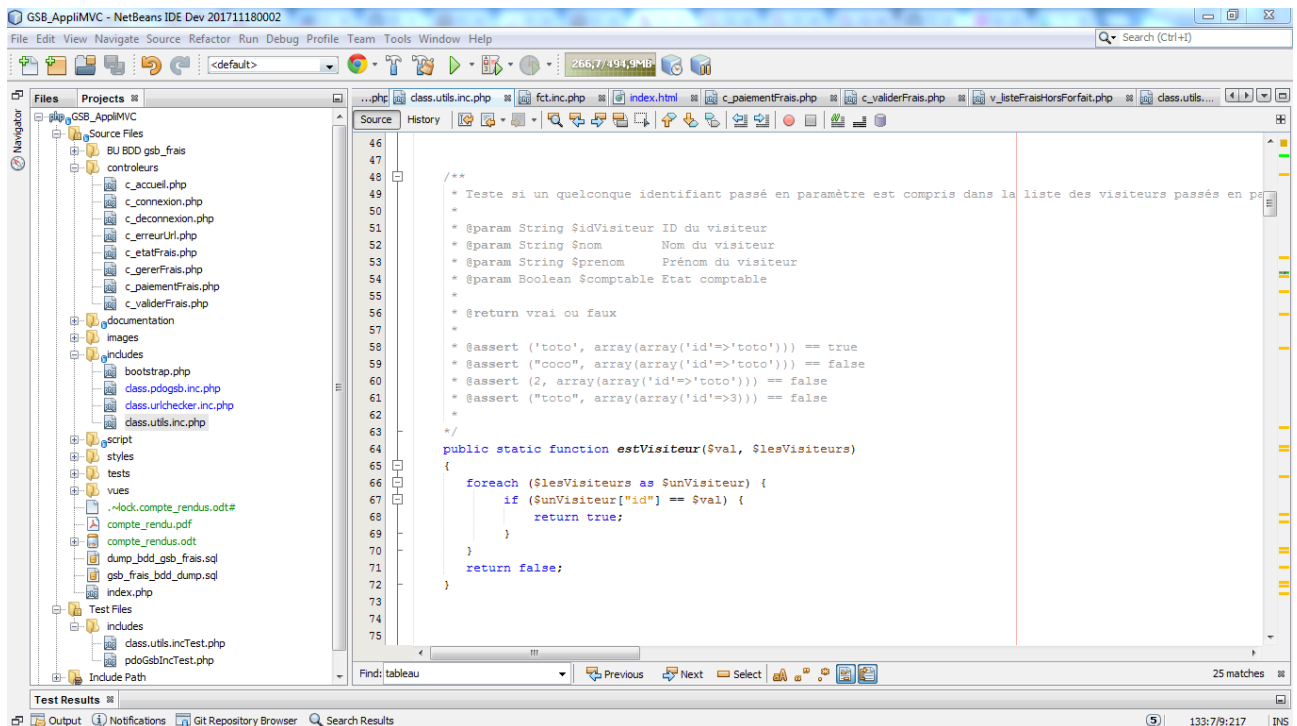 GSB_AppliMVC - NetBeans IDE Dev 201711180002
File Edit View Navigate Source Refactor Run Debug Profile Team Tools Window Help
Search (Ctrl+I)
<default>
266,7/494,9MB
Files Projects
...php class.utils.inc.php fct.inc.php index.html c_paiementFrais.php c_validerFrais.php v_listeFraisHorsForfait.php class.utils....
Navigator
Source History
GSB_AppliMVC
Source Files
BU BDD gsb_frais
controleurs
c_accueil.php
c_connexion.php
c_deconnexion.php
c_erreurUrl.php
c_etatFrais.php
c_gererFrais.php
c_paiementFrais.php
c_validerFrais.php
documentation
images
includes
bootstrap.php
class.pdogsb.inc.php
class.urlchecker.inc.php
class.utils.inc.php
script
styles
tests
vues
.~lock.compte_rendus.odt#
compte_rendu.pdf
compte_rendus.odt
dump_bdd_gsb_frais.sql
gsb_frais_bdd_dump.sql
index.php
Test Files
includes
class.utils.incTest.php
pdoGsbIncTest.php
Include Path
46
47
48 /**
49 * Teste si un quelconque identifiant passé en paramètre est compris dans la liste des visiteurs passés en pa
50 *
51 * @param String $idVisiteur ID du visiteur
52 * @param String $nom Nom du visiteur
53 * @param String $prenom Prénom du visiteur
54 * @param Boolean $comptable Etat comptable
55 *
56 * @return vrai ou faux
57 *
58 * @assert ('toto', array(array('id'=>'toto'))) == true
59 * @assert ("coco", array(array('id'=>'toto'))) == false
60 * @assert (2, array(array('id'=>'toto'))) == false
61 * @assert ("toto", array(array('id'=>3))) == false
62 *
63 */
64 public static function estVisiteur($val, $lesVisiteurs)
65 {
66 foreach ($lesVisiteurs as $unVisiteur) {
67 if ($unVisiteur["id"] == $val) {
68 return true;
69 }
70 }
71 return false;
72 }
73
74
75
Find: tableau Previous Next Select 25 matches
Test Results
Output Notifications Git Repository Browser Search Results 5 133:7/9:217 INS